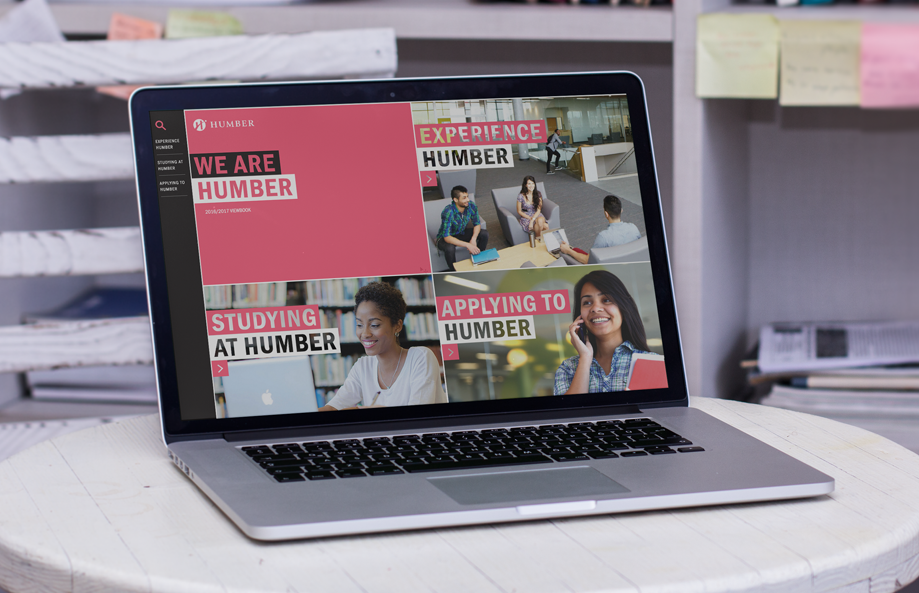 EXPERIENCE
HUMBER
STUDYING AT
HUMBER
APPLYING TO
HUMBER
HUMBER
WE ARE
HUMBER
2016/2017 VIEWBOOK
EXPERIENCE
HUMBER
STUDYING
AT HUMBER
APPLYING TO
HUMBER